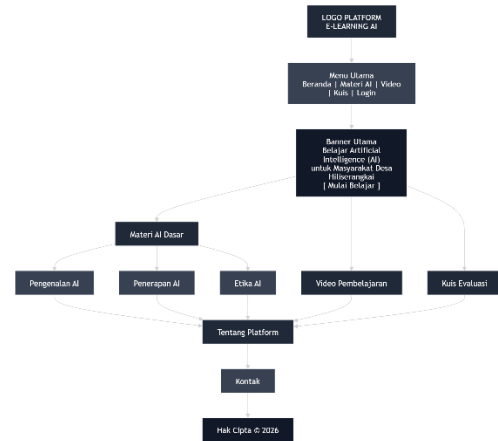 LOGO PLATFORM
E-LEARNING AI
Menu Utama
Beranda | Materi AI | Video
| Kuis | Login
Banner Utama
Belajar Artificial
Intelligence (AI)
untuk Masyarakat Desa
Hiliserangkai
[ Mulai Belajar ]
Materi AI Dasar
Pengenalan AI
Penerapan AI
Etika AI
Video Pembelajaran
Kuis Evaluasi
Tentang Platform
Kontak
Hak Cipta © 2026